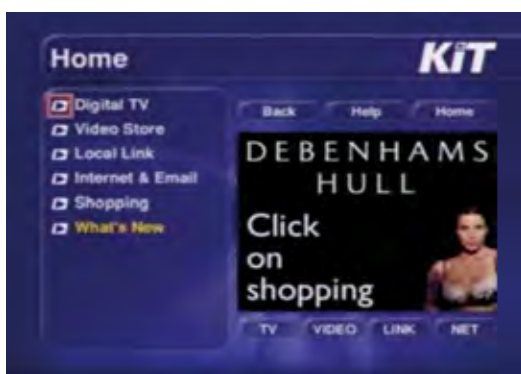 Home
KiT
Digital TV
Video Store
Local Link
Internet & Email
Shopping
What's New
Back Help Home
DEBENHAMS
HULL
Click
on
shopping
TV VIDEO LINK NET